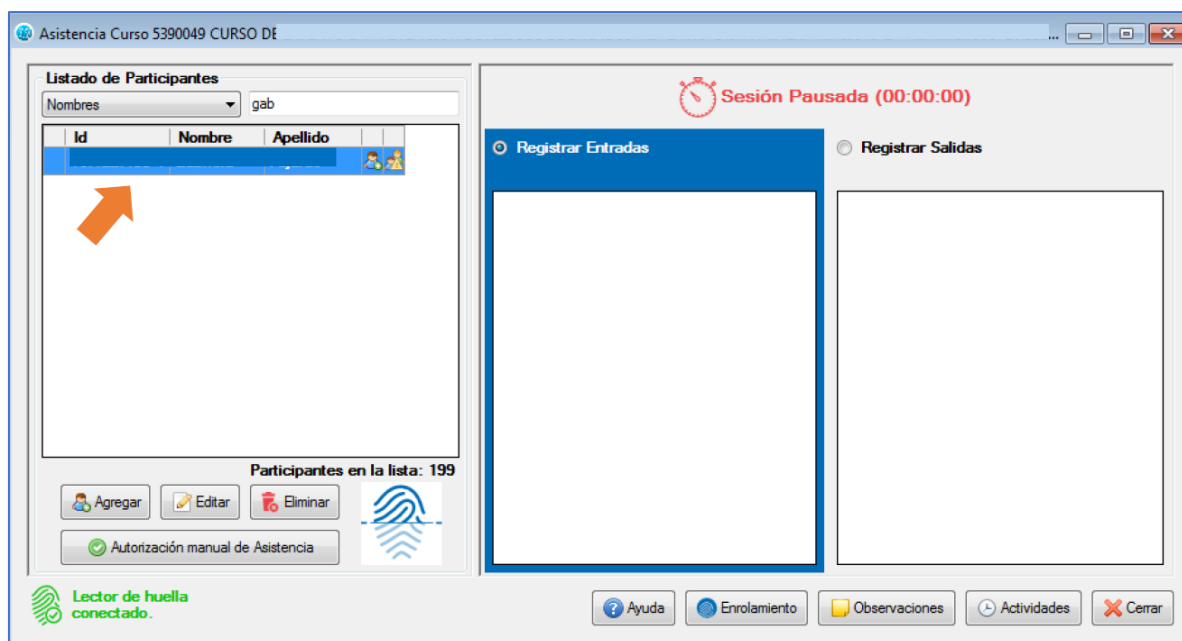 Asistencia Curso 5390049 CURSO DE
...
Listado de Participantes
Nombres
gab
Id Nombre Apellido
Participantes en la lista: 199
Agregar Editar Eliminar
Autorización manual de Asistencia
Lector de huella
conectado.
Sesión Pausada (00:00:00)
Registrar Entradas
Registrar Salidas
Ayuda Enrolamiento Observaciones Actividades Cerrar